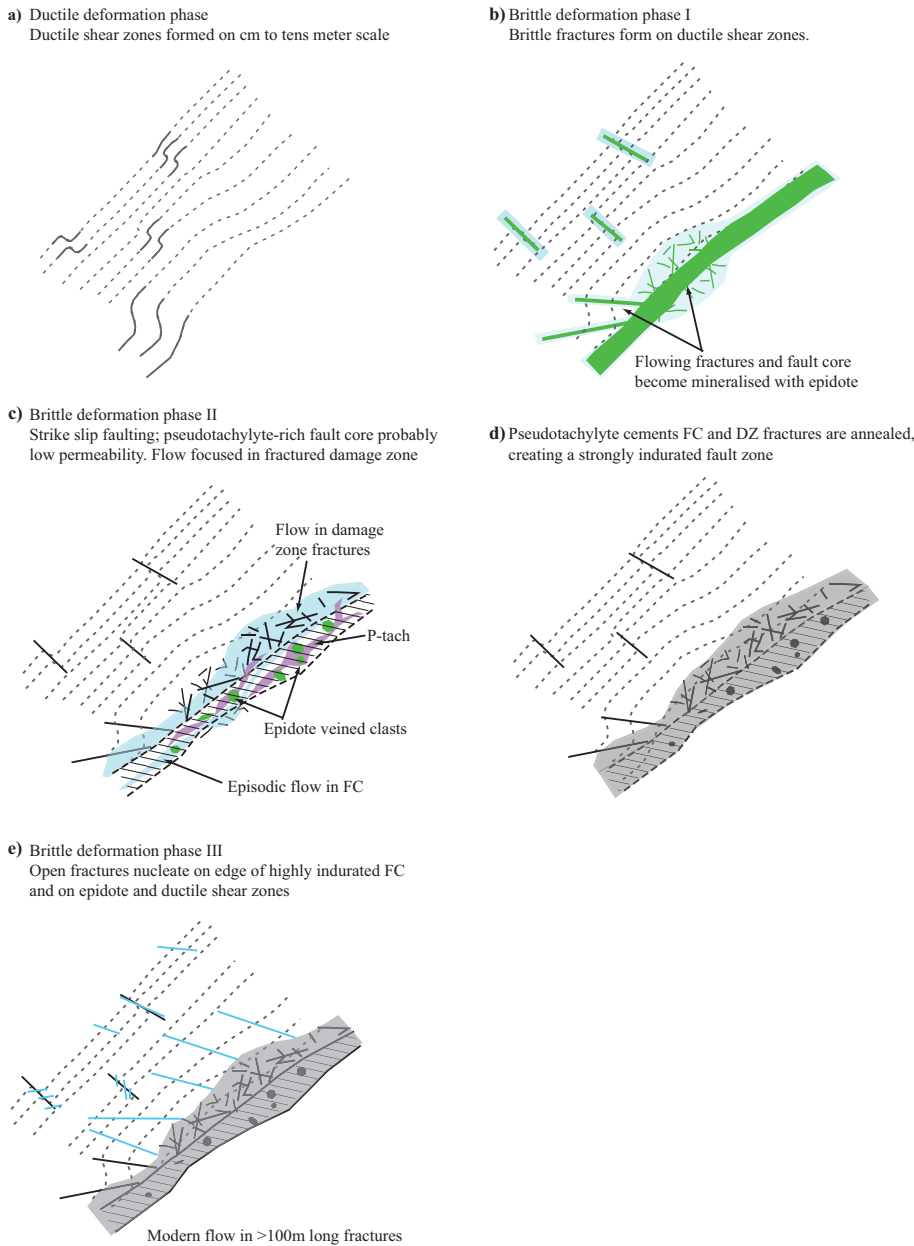 a) Ductile deformation phase
Ductile shear zones formed on cm to tens meter scale
b) Brittle deformation phase I
Brittle fractures form on ductile shear zones.
Flowing fractures and fault core
become mineralised with epidote
c) Brittle deformation phase II
Strike slip faulting; pseudotachylyte-rich fault core probably
low permeability. Flow focused in fractured damage zone
Flow in damage
zone fractures
P-tach
Epidote veined clasts
Episodic flow in FC
d) Pseudotachylyte cements FC and DZ fractures are annealed,
creating a strongly indurated fault zone
e) Brittle deformation phase III
Open fractures nucleate on edge of highly indurated FC
and on epidote and ductile shear zones
Modern flow in >100m long fractures